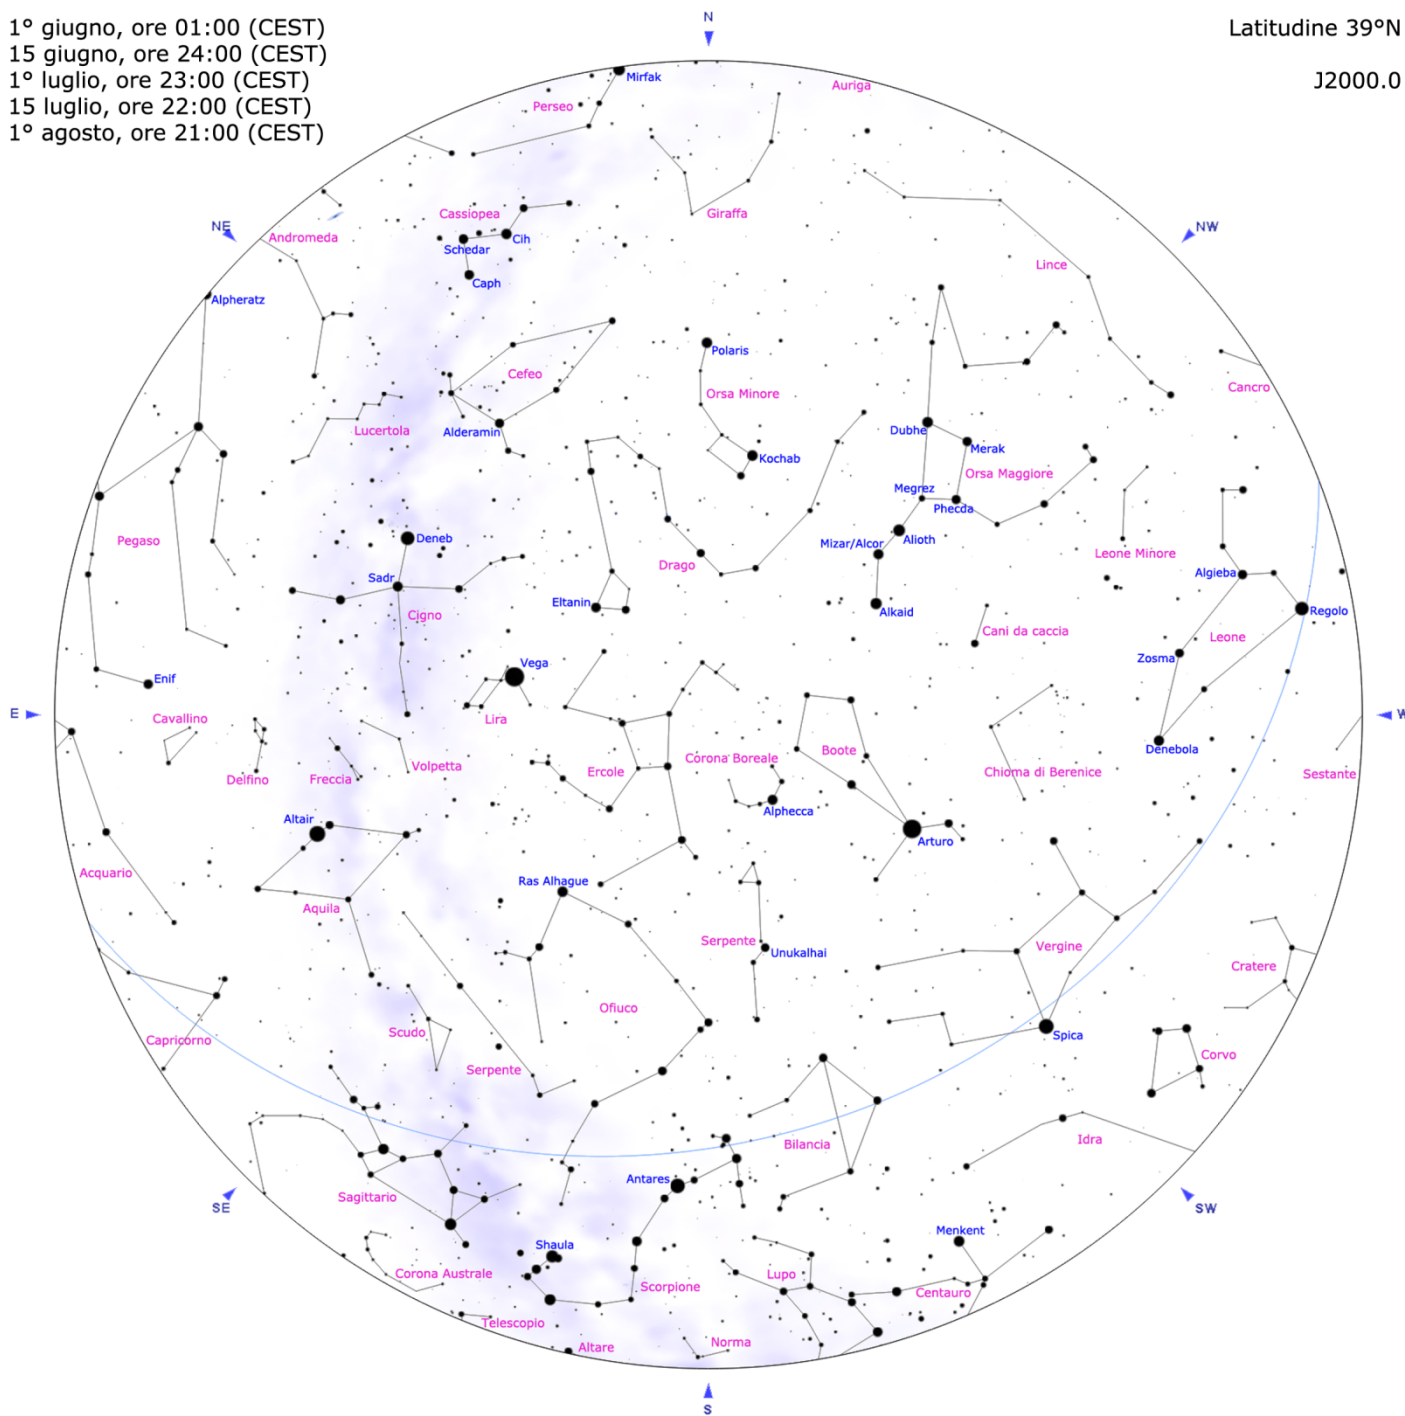 1° giugno, ore 01:00 (CEST)
15 giugno, ore 24:00 (CEST)
1° luglio, ore 23:00 (CEST)
15 luglio, ore 22:00 (CEST)
1° agosto, ore 21:00 (CEST)
N
Latitudine 39°N
J2000.0
Mirfak
Auriga
Perseo
Cassiopea
Giraffa
NE
NW
Andromeda
Cih
Schedar
Lince
Caph
Alpheratz
Polaris
Cefeo
Orsa Minore
Cancro
Lucertola
Alderamin
Dubhe
Merak
Kochab
Orsa Maggiore
Megrez
Phecda
Pegaso
Deneb
Alioth
Mizar/Alcor
Leone Minore
Drago
Sadr
Algieba
Eltanin
Cigno
Alkaid
Regolo
Cani da caccia
Leone
Vega
Zosma
Enif
E
W
Cavallino
Lira
Denebola
Boote
Corona Boreale
Volpetta
Ercole
Chioma di Berenice
Sestante
Delfino
Freccia
Alphecca
Altair
Arturo
Acquario
Ras Alhague
Aquila
Serpente
Unukalhai
Vergine
Cratere
Ofiuco
Scudo
Spica
Capricorno
Corvo
Serpente
Idra
Bilancia
Antares
Sagittario
SE
SW
Menkent
Shaula
Corona Australe
Lupo
Scorpione
Centauro
Telescopio
Norma
Altare
S